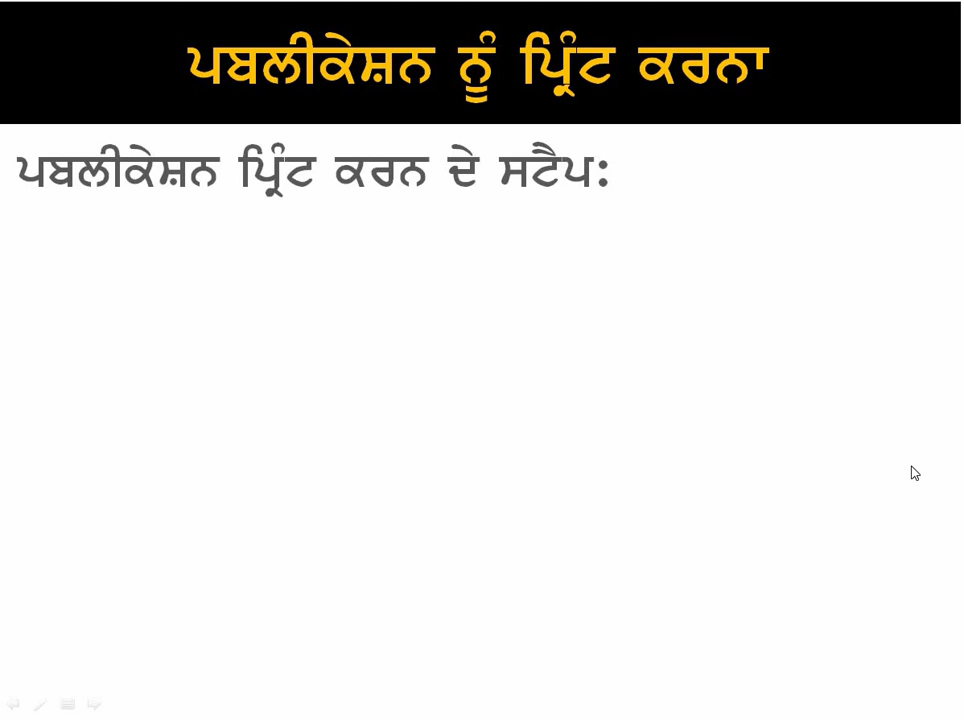 ਪਬਲੀਕੇਸ਼ਨ ਨੂੰ ਪ੍ਰਿੰਟ ਕਰਨਾ
ਪਬਲੀਕੇਸ਼ਨ ਪ੍ਰਿੰਟ ਕਰਨ ਦੇ ਸਟੈਪ: